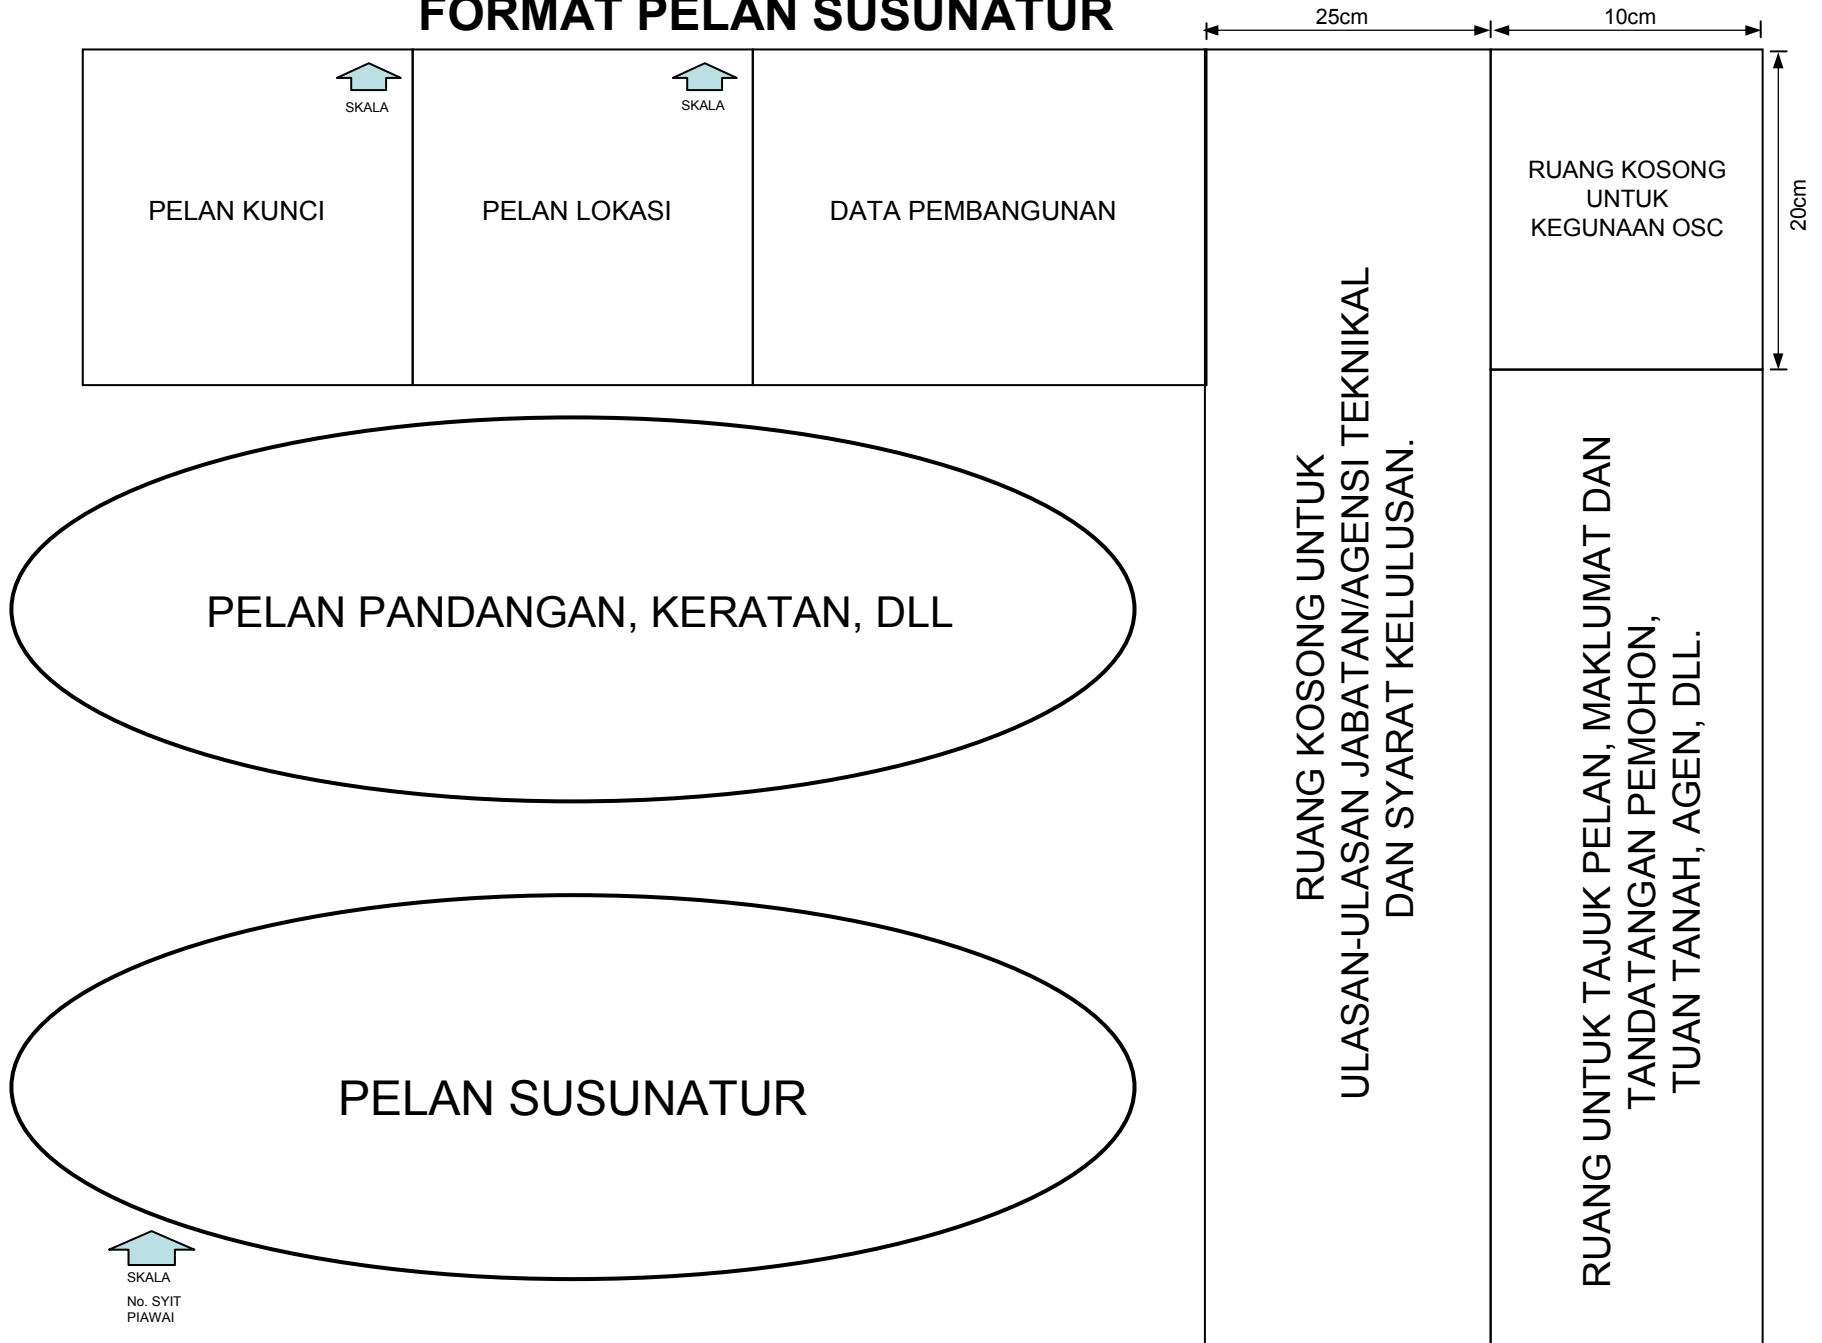 FORMAT PELAN SUSUNATUR
25cm
10cm
SKALA
SKALA
PELAN KUNCI
PELAN LOKASI
DATA PEMBANGUNAN
RUANG KOSONG
UNTUK
KEGUNAAN OSC
20cm
PELAN PANDANGAN, KERATAN, DLL
RUANG KOSONG UNTUK
ULASAN-ULASAN JABATAN/AGENSI TEKNIKAL
DAN SYARAT KELULUSAN.
RUANG UNTUK TAJUK PELAN, MAKLUMAT DAN
TANDATANGAN PEMOHON,
TUAN TANAH, AGEN, DLL.
PELAN SUSUNATUR
SKALA
No. SYIT
PIAWAI